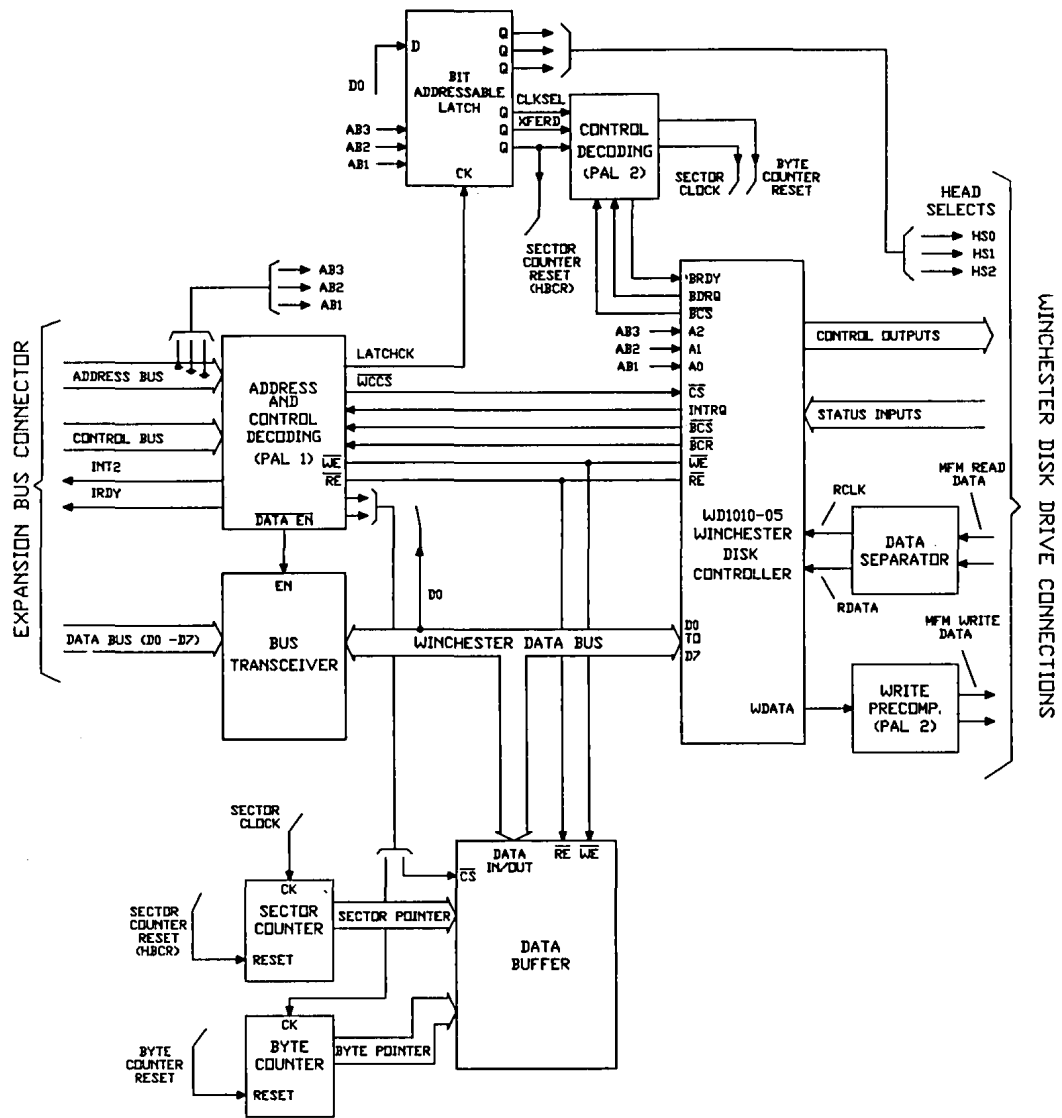 D0
D
BIT
ADDRESSABLE
LATCH
Q
Q
Q
Q
Q
Q
CK
AB3
AB2
AB1
CLKSEL
XFERD
CONTROL
DECODING
(PAL 2)
SECTOR
CLOCK
BYTE
COUNTER
RESET
SECTOR
COUNTER
RESET
(HBCR)
HEAD
SELECTS
HS0
HS1
HS2
AB3
AB2
AB1
EXPANSION BUS CONNECTOR
ADDRESS BUS
CONTROL BUS
INT2
IRDY
DATA BUS (D0 -D7)
ADDRESS
AND
CONTROL
DECODING
(PAL 1)
WE
RE
DATA EN
LATCHCK
WCCS
EN
BUS
TRANSCEIVER
D0
WINCHESTER DATA BUS
BRDY
BDRQ
BCS
AB3
AB2
AB1
A2
A1
A0
CS
INTRQ
BCS
BCR
WE
RE
WD1010-05
WINCHESTER
DISK
CONTROLLER
D0
TO
D7
WDATA
CONTROL OUTPUTS
STATUS INPUTS
MFM READ
DATA
RCLK
DATA
SEPARATOR
RDATA
MFM WRITE
DATA
WRITE
PRECOMP.
(PAL 2)
WINCHESTER DISK DRIVE CONNECTIONS
SECTOR
CLOCK
CK
SECTOR
COUNTER
RESET
SECTOR
COUNTER
RESET
(HBCR)
SECTOR POINTER
CS
DATA
IN/OUT
RE
WE
DATA
BUFFER
CK
BYTE
COUNTER
RESET
BYTE
COUNTER
RESET
BYTE POINTER